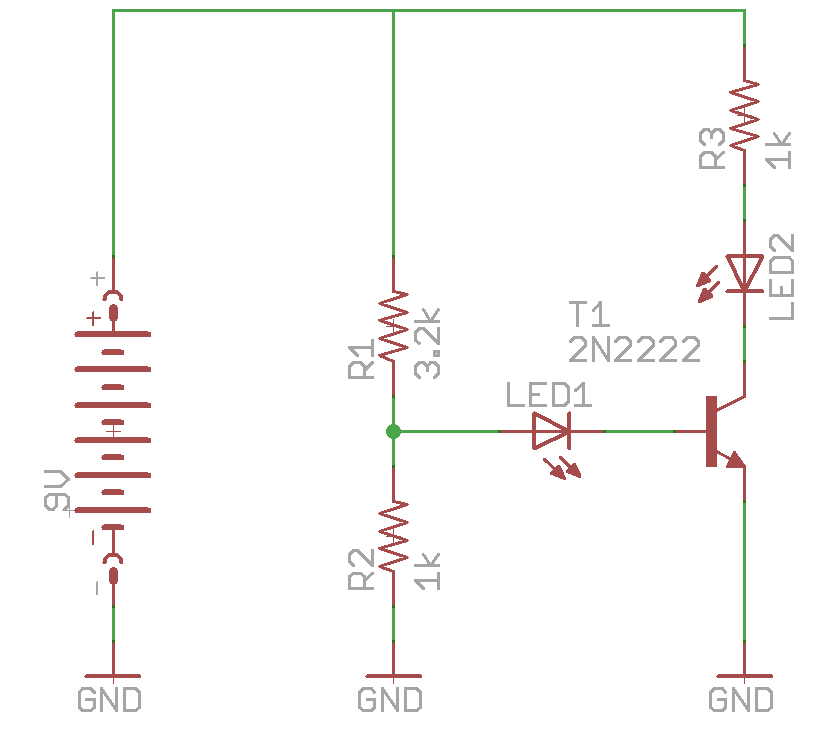 R3
1k
LED2
+
+
T1
2N2222
R1
3.2k
LED1
9V
-
-
R2
1k
GND
GND
GND